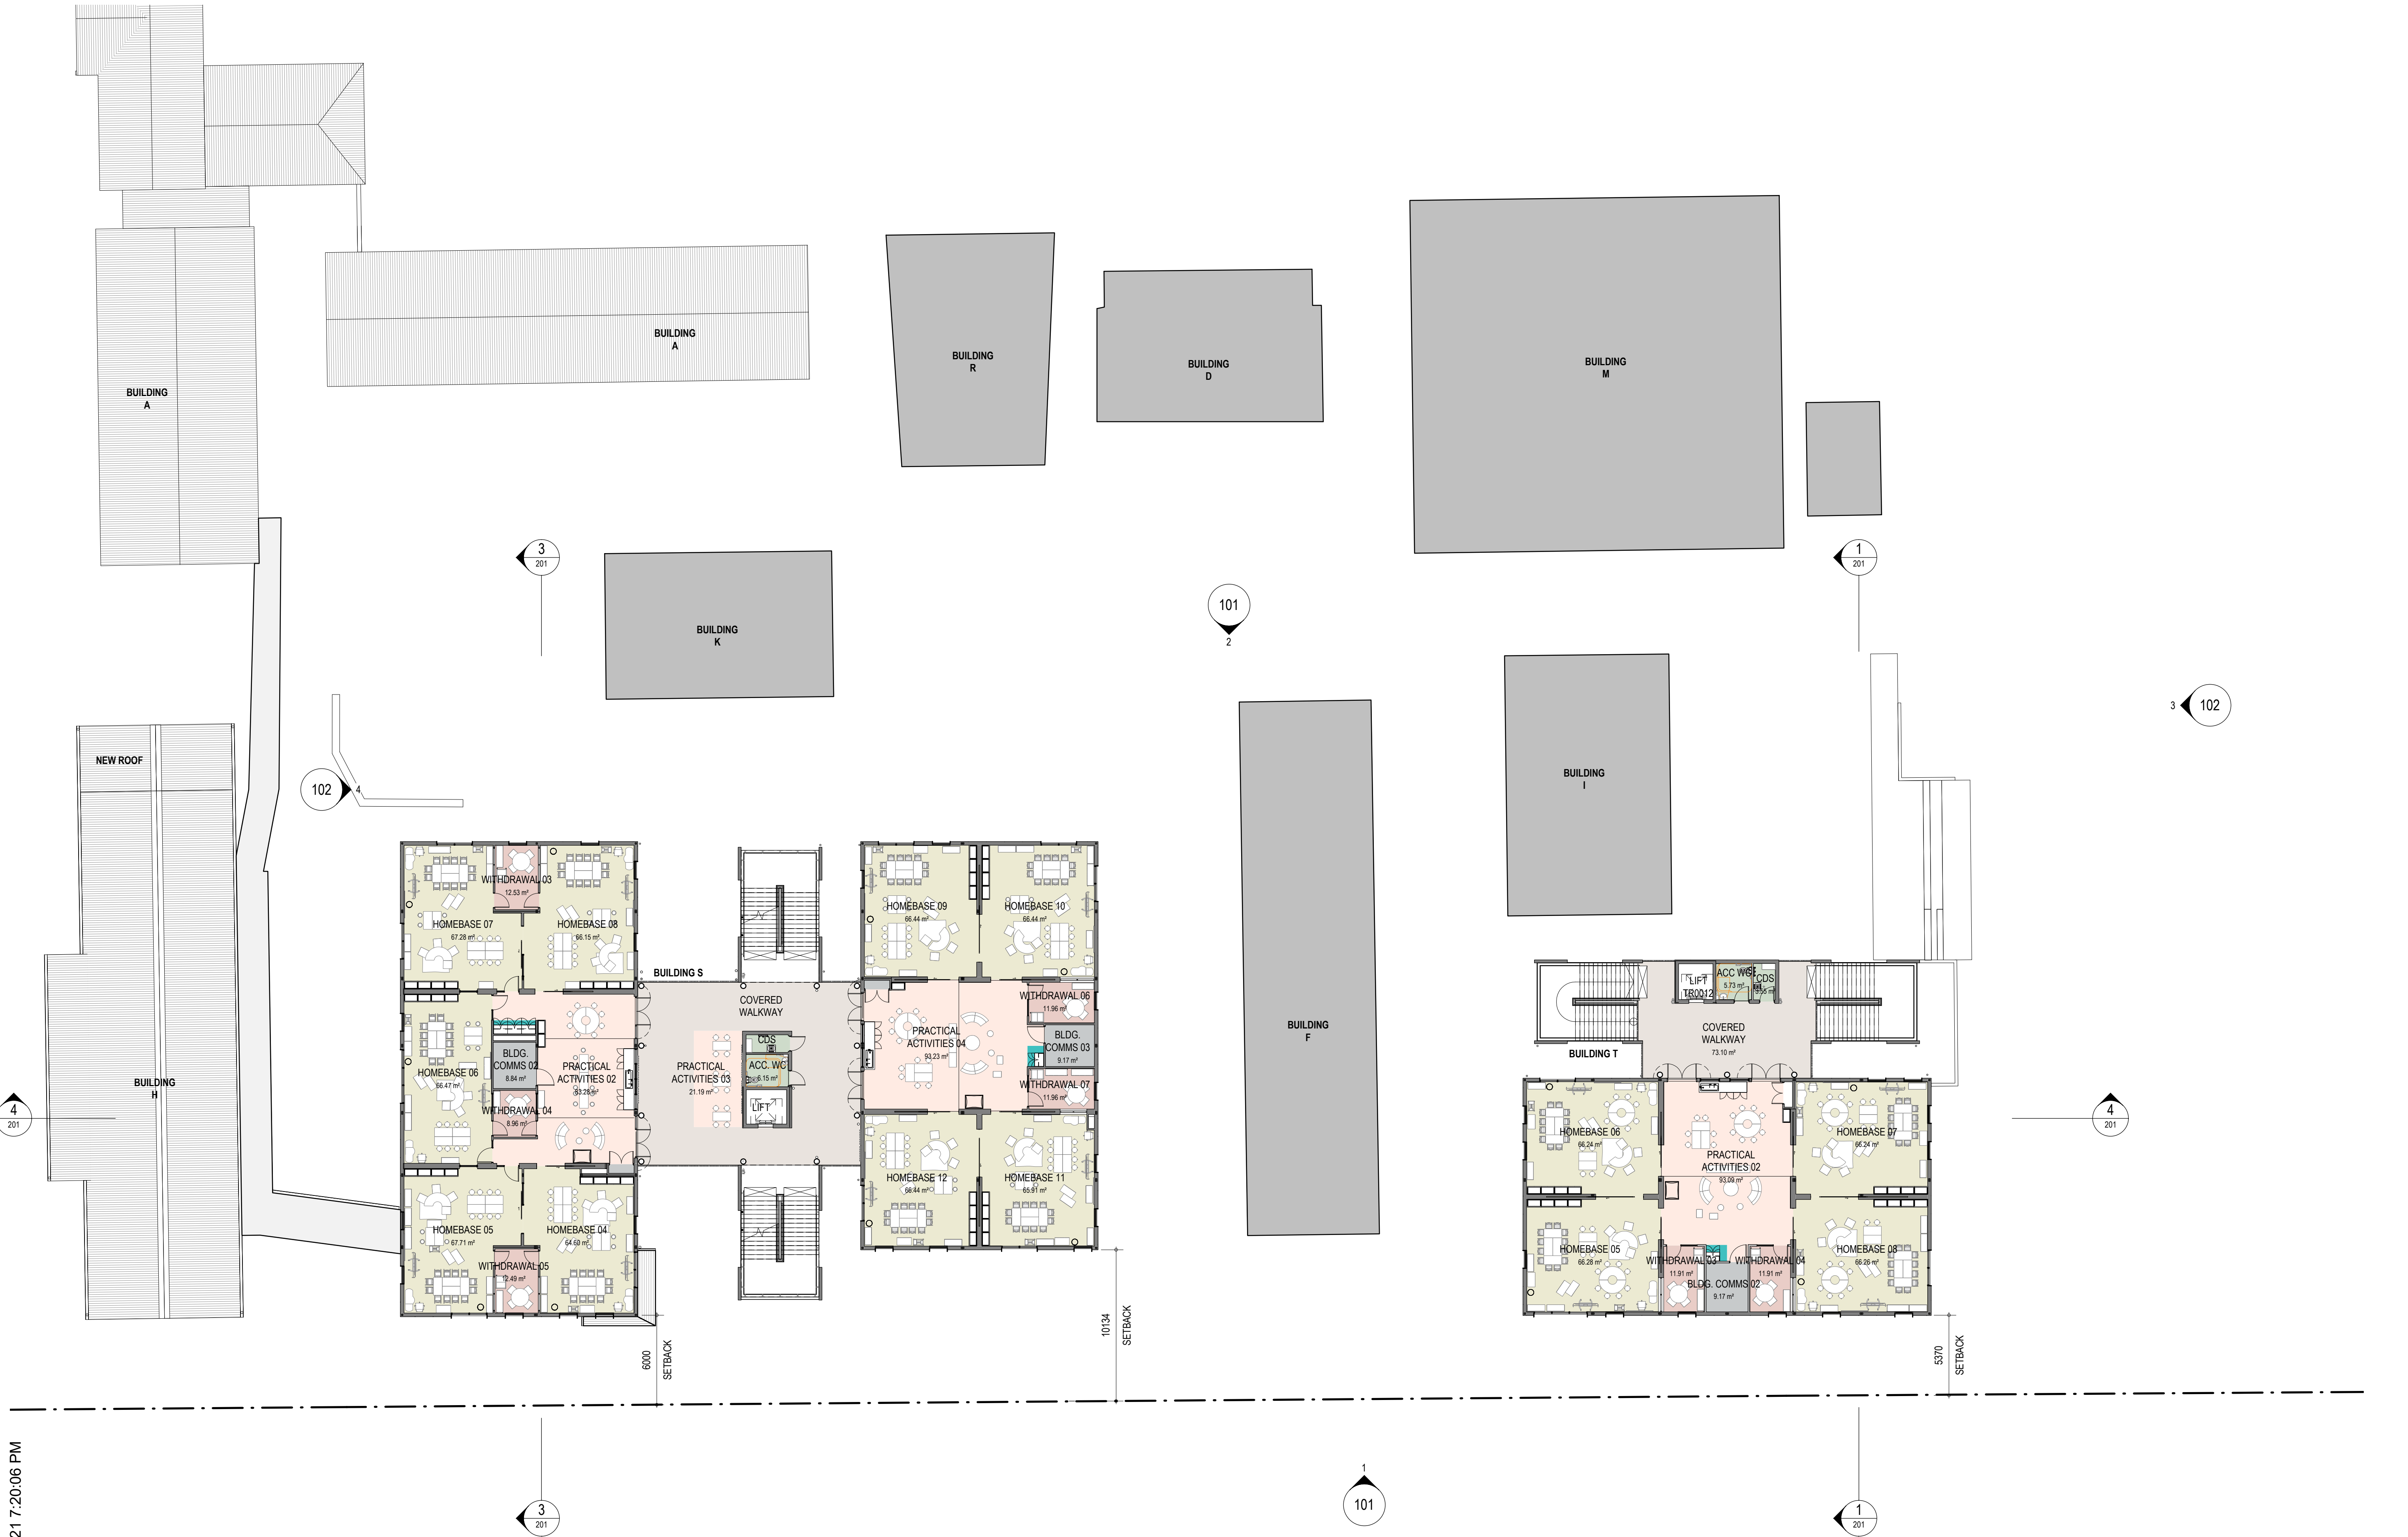 BUILDING
A
BUILDING
A
BUILDING
R
BUILDING
D
BUILDING
M
3
201
1
201
101
2
BUILDING
K
BUILDING
I
3
102
NEW ROOF
102
4
BUILDING
H
BUILDING
F
4
201
4
201
WITHDRAWAL 03
12.53 m²
HOMEBASE 07
67.28 m²
HOMEBASE 08
66.15 m²
BUILDING S
COVERED
WALKWAY
HOMEBASE 09
66.44 m²
HOMEBASE 10
66.44 m²
BLDG.
COMMS 02
8.84 m²
HOMEBASE 06
66.47 m²
PRACTICAL
ACTIVITIES 02
WITHDRAWAL 04
8.96 m²
PRACTICAL
ACTIVITIES 03
21.19 m²
CDS
ACC. WC
6.15 m²
LIFT
PRACTICAL
ACTIVITIES 04
93.23 m²
WITHDRAWAL 06
11.96 m²
BLDG.
COMMS 03
9.17 m²
WITHDRAWAL 07
11.96 m²
HOMEBASE 05
67.71 m²
HOMEBASE 04
64.60 m²
WITHDRAWAL 05
12.49 m²
HOMEBASE 12
66.44 m²
HOMEBASE 11
65.91 m²
LIFT
TR0012
ACC WC
5.73 m²
CDS
COVERED
WALKWAY
73.10 m²
BUILDING T
HOMEBASE 06
66.24 m²
HOMEBASE 07
66.24 m²
PRACTICAL
ACTIVITIES 02
93.09 m²
HOMEBASE 05
66.28 m²
HOMEBASE 08
66.26 m²
WITHDRAWAL 03
11.91 m²
WITHDRAWAL 04
11.91 m²
BLDG. COMMS 02
9.17 m²
6000
SETBACK
10134
SETBACK
5370
SETBACK
21 7:20:06 PM
3
201
1
101
1
201